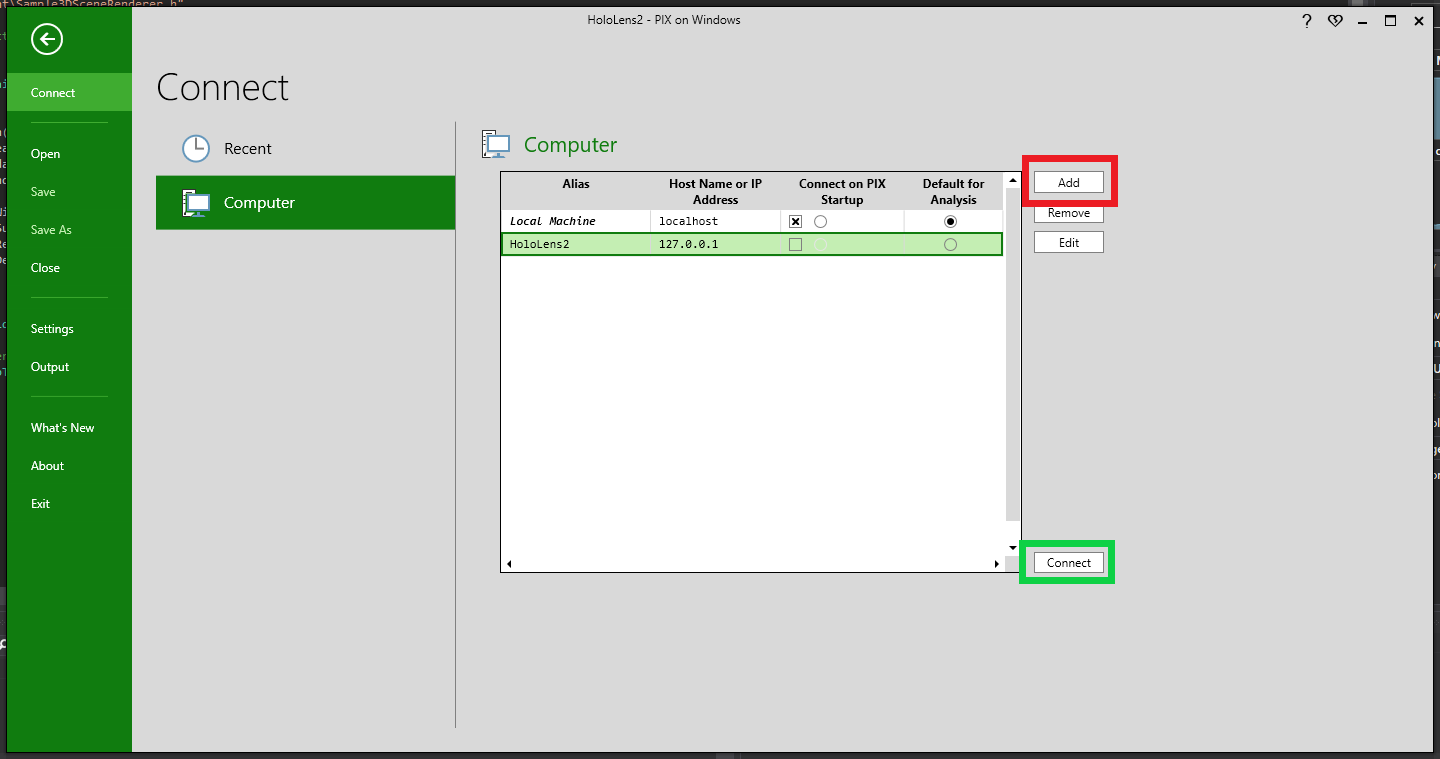 nt\Sample3DSceneRenderer.h"
HoloLens2 - PIX on Windows
?
Connect
Open
Save
Save As
Close
Settings
Output
What's New
About
Exit
Connect
Recent
Computer
Computer
Alias
Host Name or IP
Address
Connect on PIX
Startup
Default for
Analysis
Local Machine
localhost
HoloLens2
127.0.0.1
Add
Remove
Edit
Connect